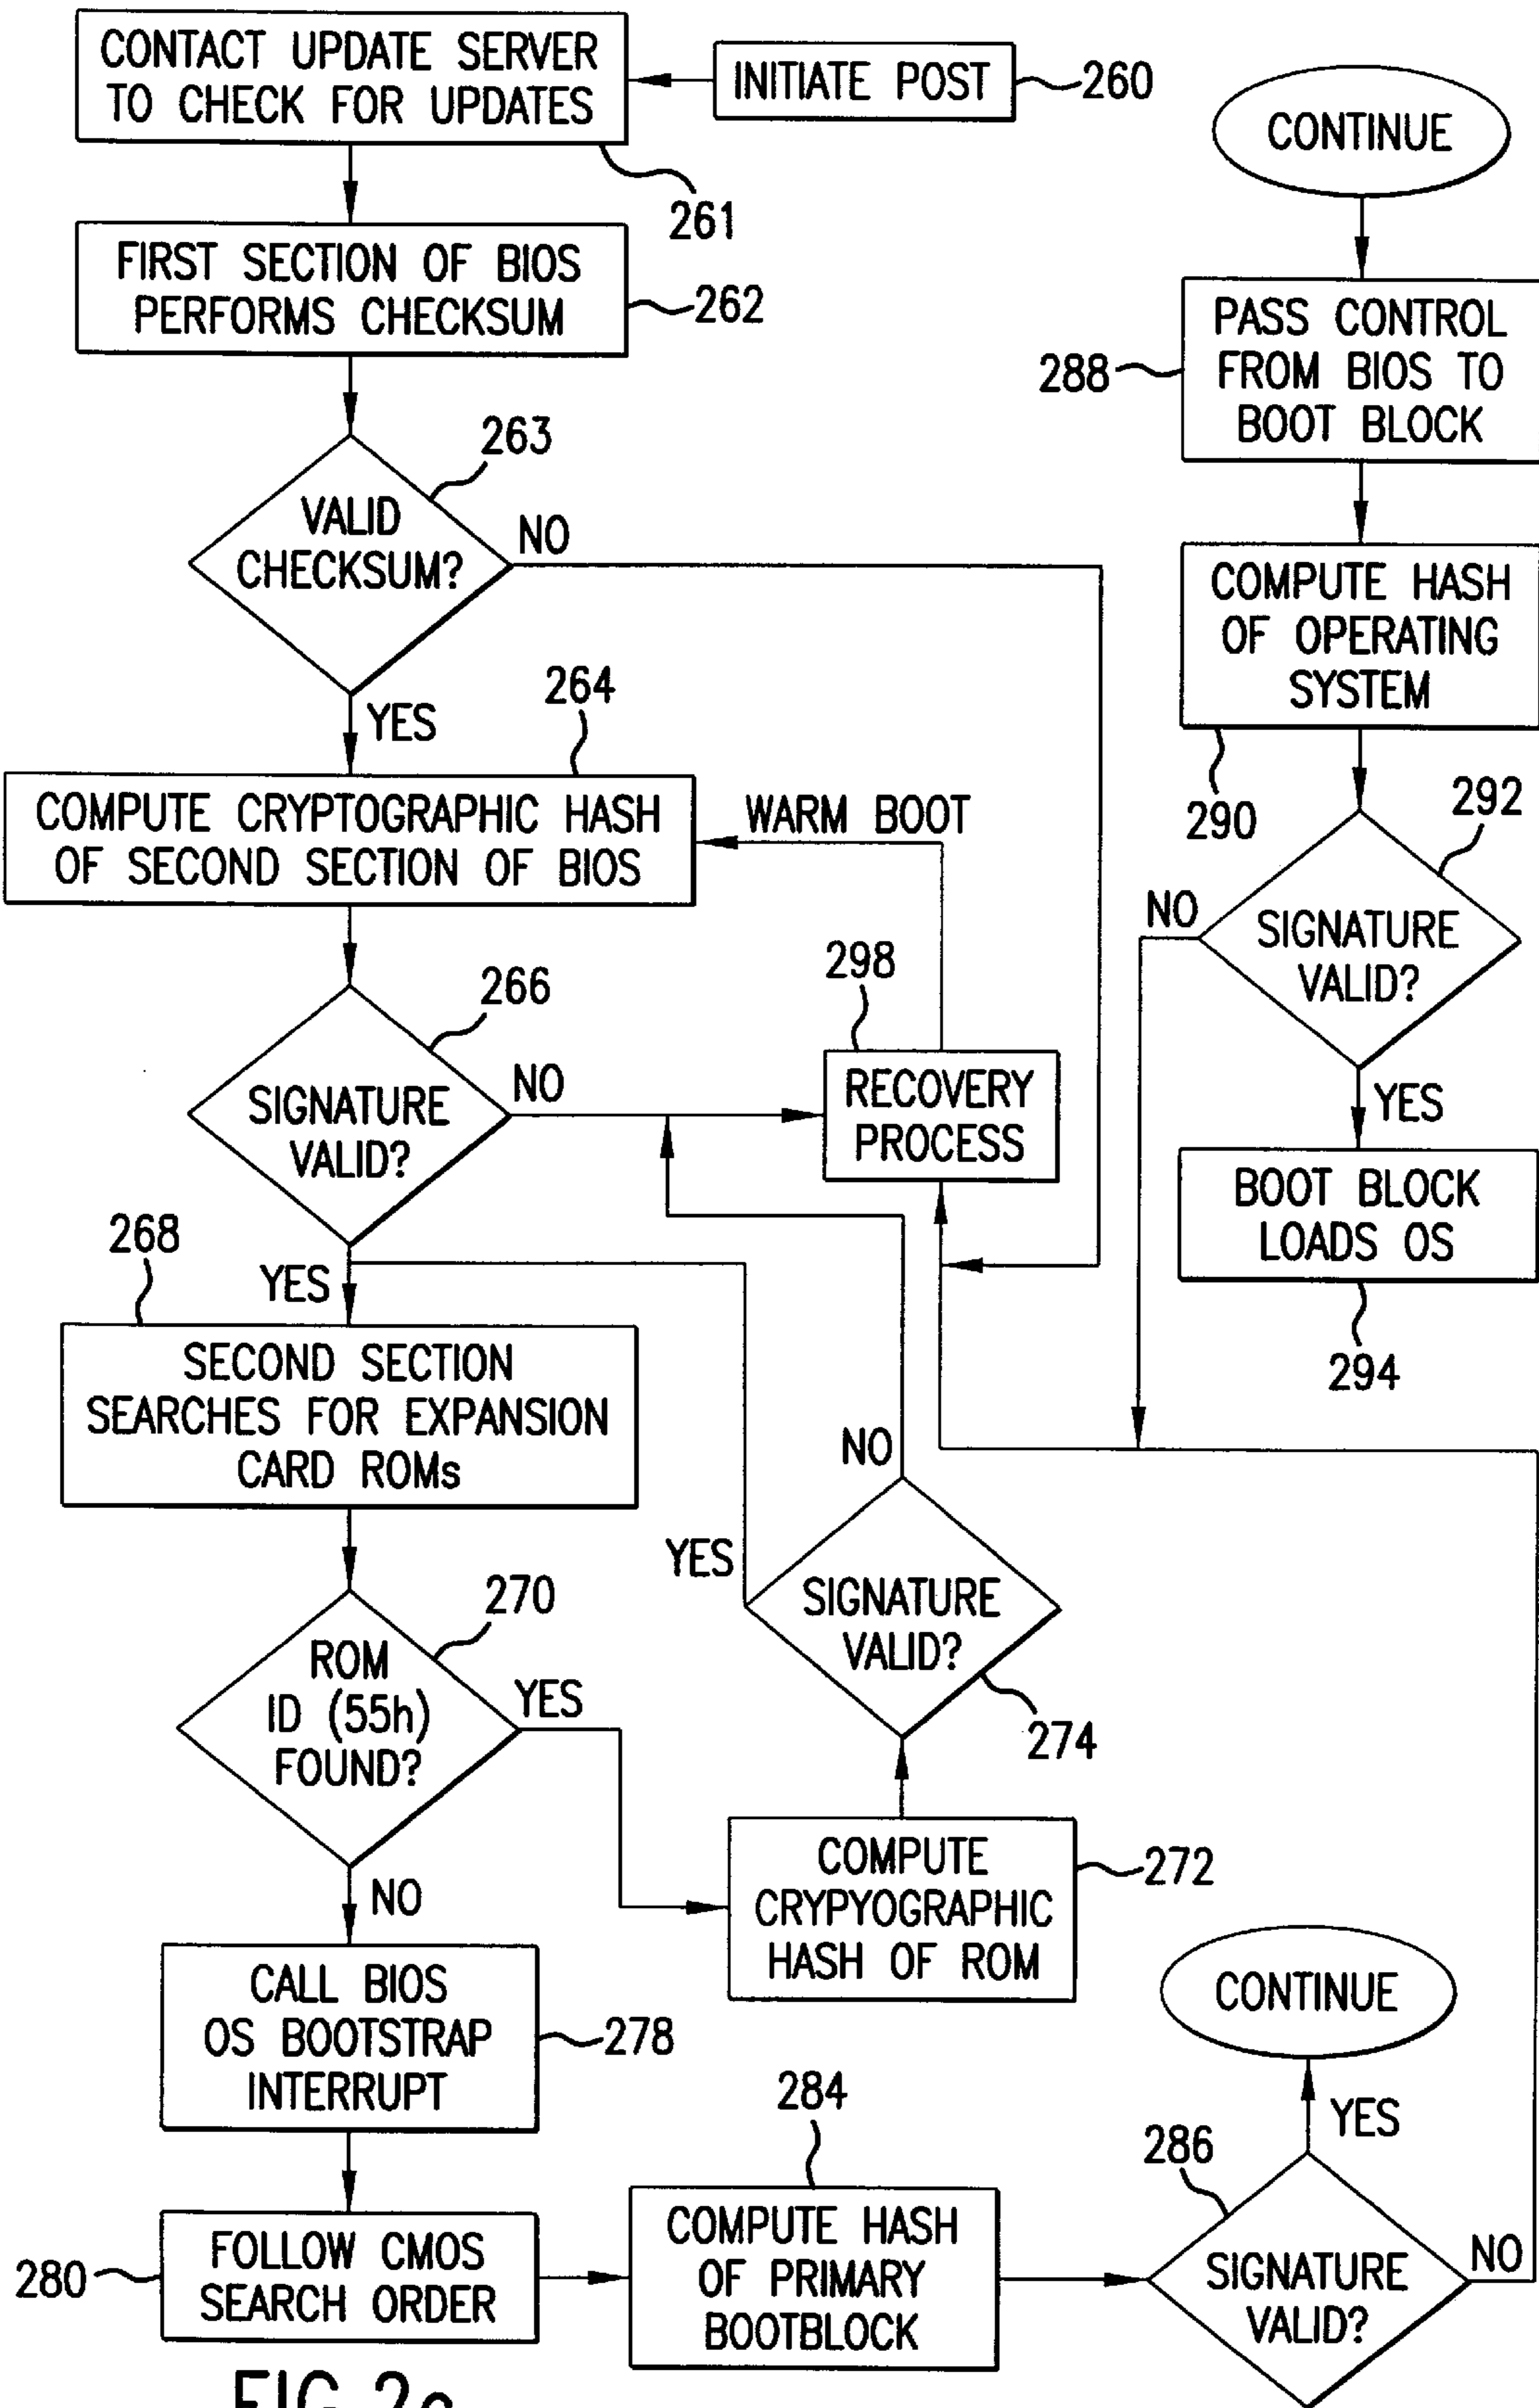 CONTACT UPDATE SERVER
TO CHECK FOR UPDATES
INITIATE POST
260
261
FIRST SECTION OF BIOS
PERFORMS CHECKSUM
262
263
VALID
CHECKSUM?
NO
YES
264
COMPUTE CRYPTOGRAPHIC HASH
OF SECOND SECTION OF BIOS
WARM BOOT
266
SIGNATURE
VALID?
NO
298
RECOVERY
PROCESS
268
YES
SECOND SECTION
SEARCHES FOR EXPANSION
CARD ROMs
270
ROM
ID (55h)
FOUND?
YES
NO
COMPUTE
CRYPYOGRAPHIC
HASH OF ROM
272
SIGNATURE
VALID?
274
YES
NO
CALL BIOS
OS BOOTSTRAP
INTERRUPT
278
280
FOLLOW CMOS
SEARCH ORDER
284
COMPUTE HASH
OF PRIMARY
BOOTBLOCK
286
SIGNATURE
VALID?
NO
YES
CONTINUE
CONTINUE
288
PASS CONTROL
FROM BIOS TO
BOOT BLOCK
COMPUTE HASH
OF OPERATING
SYSTEM
290
292
SIGNATURE
VALID?
NO
YES
BOOT BLOCK
LOADS OS
294